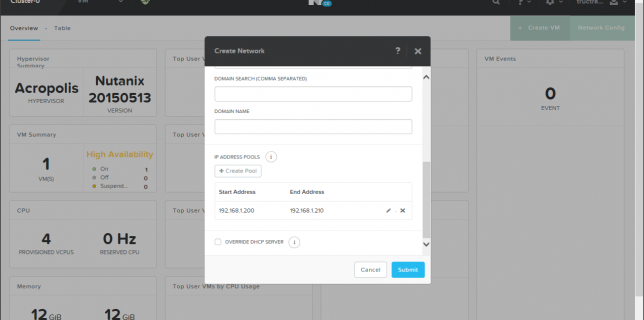 Cluster-0
VM
Overview
Table
+ Create VM
Network Config
Create Network
?
DOMAIN SEARCH (COMMA SEPARATED)
DOMAIN NAME
IP ADDRESS POOLS
+ Create Pool
Start Address End Address
192.168.1.200 192.168.1.210
OVERRIDE DHCP SERVER
Cancel Submit
Hypervisor Summary
Acropolis
HYPERVISOR
Nutanix
20150513
VERSION
VM Summary
1
VM(S)
High Availability
On 1
Off 0
Suspend... 0
CPU
4
PROVISIONED VCPUS
0 Hz
RESERVED CPU
Memory
12 GiB
12 GiB
Top User V
Top User V
Top User V
Top User VMs by CPU Usage
VM Events
0
EVENT